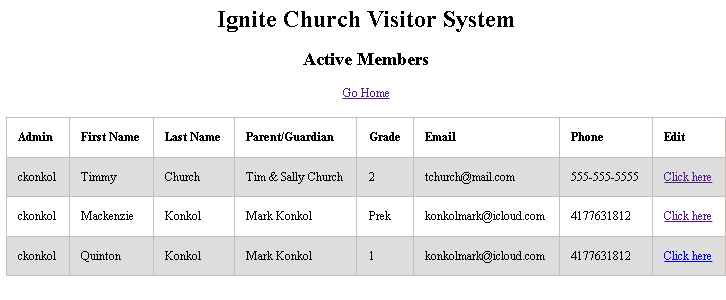 Ignite Church Visitor System
Active Members
Go Home
Admin First Name Last Name Parent/Guardian Grade Email Phone Edit
ckonkol Timmy Church Tim & Sally Church 2 tchurch@mail.com 555-555-5555 Click here
ckonkol Mackenzie Konkol Mark Konkol Prek konkolmark@icloud.com 4177631812 Click here
ckonkol Quinton Konkol Mark Konkol 1 konkolmark@icloud.com 4177631812 Click here